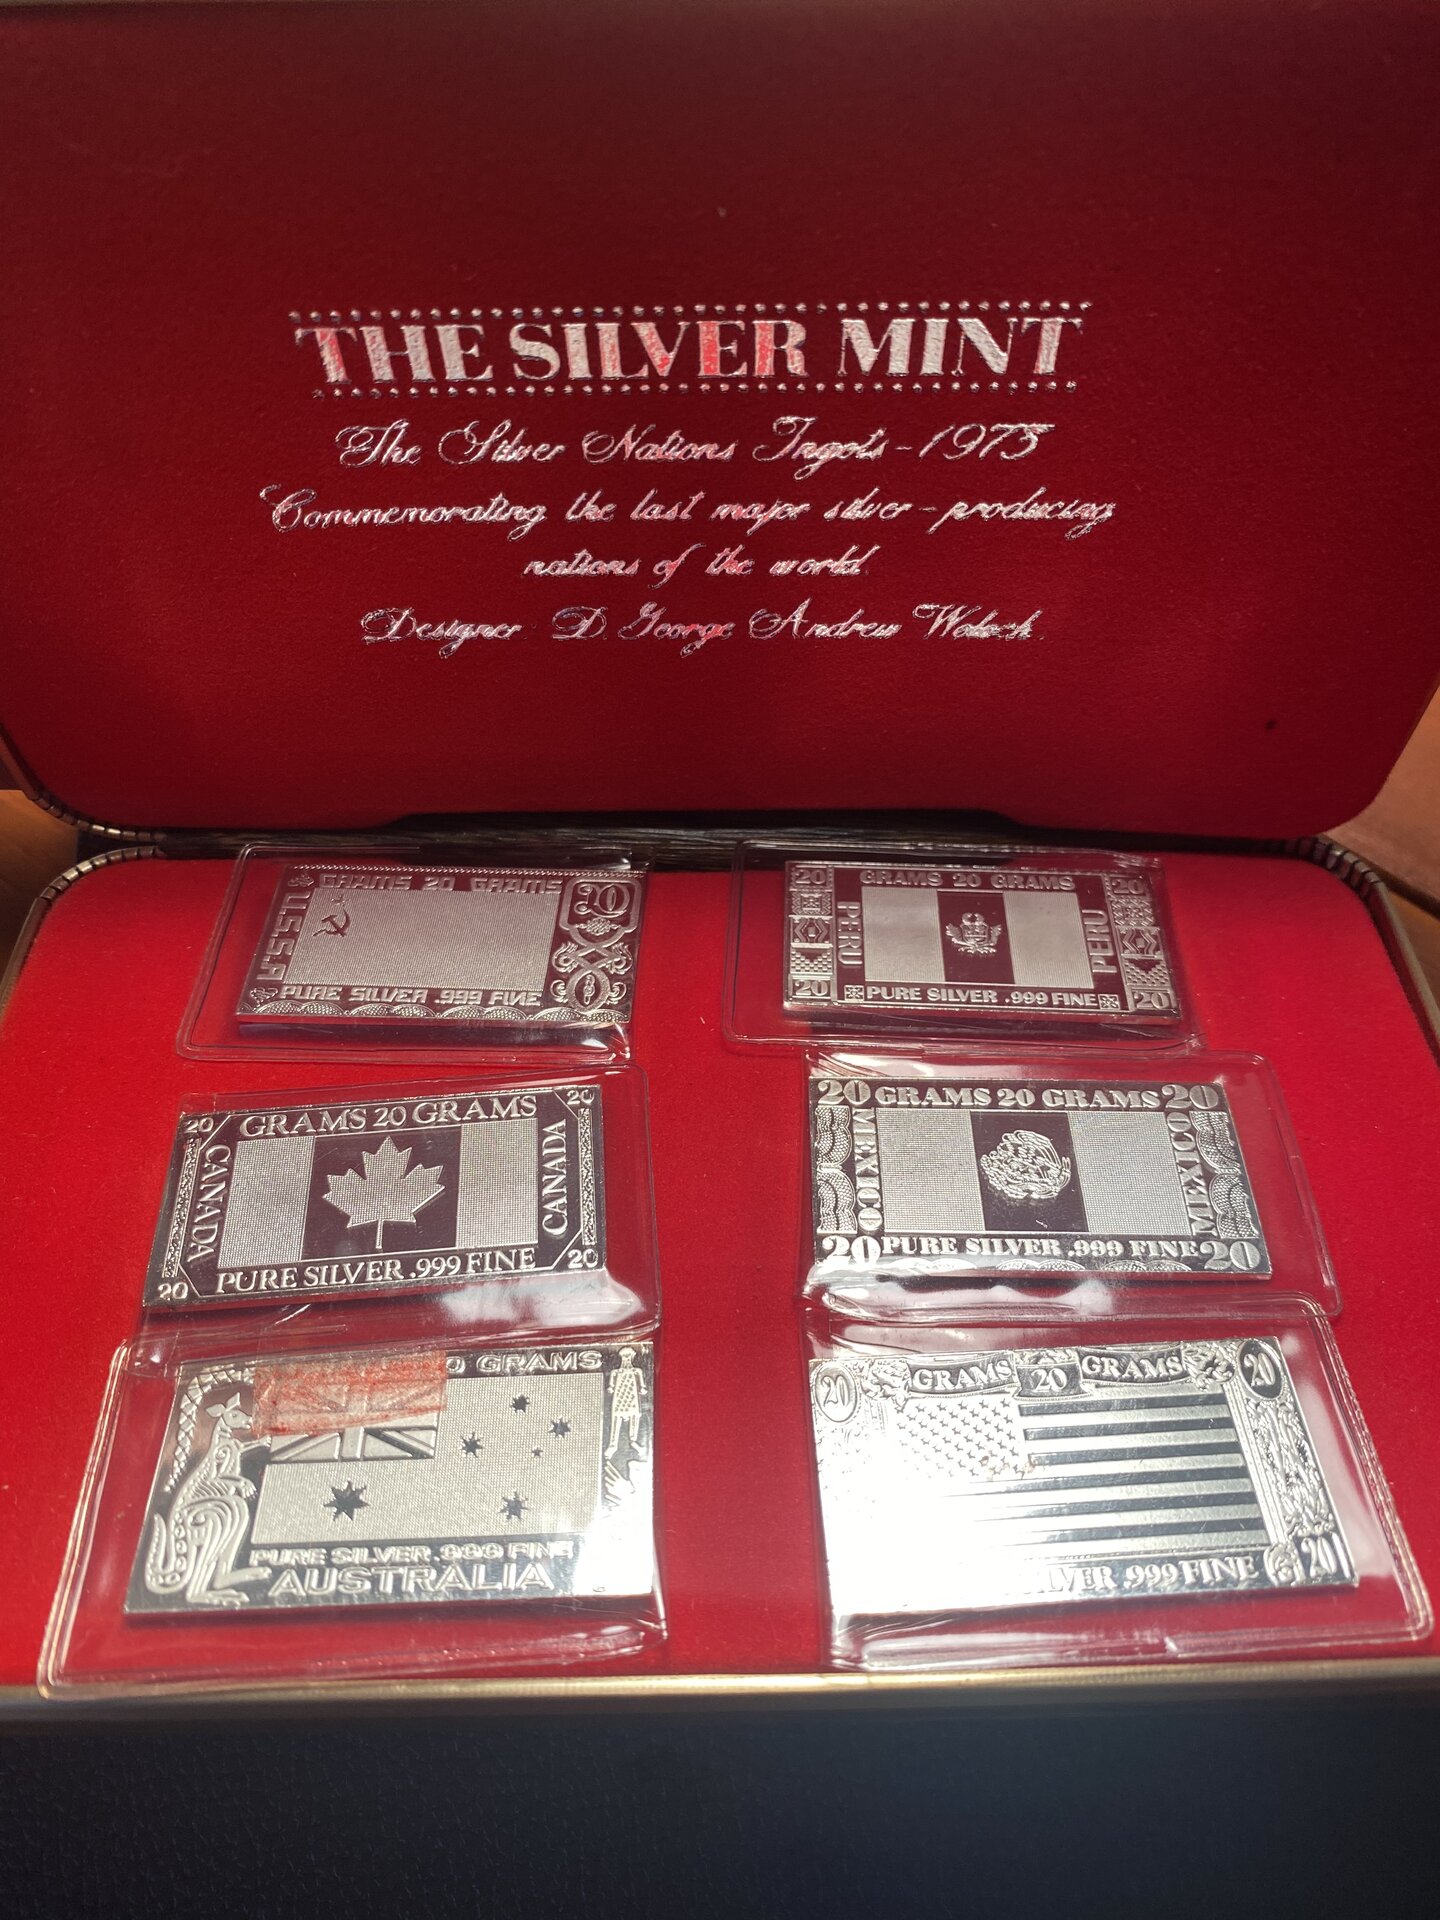 THE SILVER MINT
The Silver Nations Ingots-1973
Commemorating the last major silver-producing
nations of the world.
Designer D. George Andrew Woloch.
GRAMS 20 GRAMS
20
U.S.S.R
PURE SILVER .999 FINE
20 GRAMS 20 GRAMS 20
PERU PERU
20 PURE SILVER .999 FINE 20
20 GRAMS 20 GRAMS 20
CANADA CANADA
20 PURE SILVER .999 FINE 20
20 GRAMS 20 GRAMS 20
MEXICO MEXICO
20 PURE SILVER .999 FINE 20
GRAMS
PURE SILVER .999 FINE
AUSTRALIA
20 GRAMS 20 GRAMS 20
.999 FINE 20